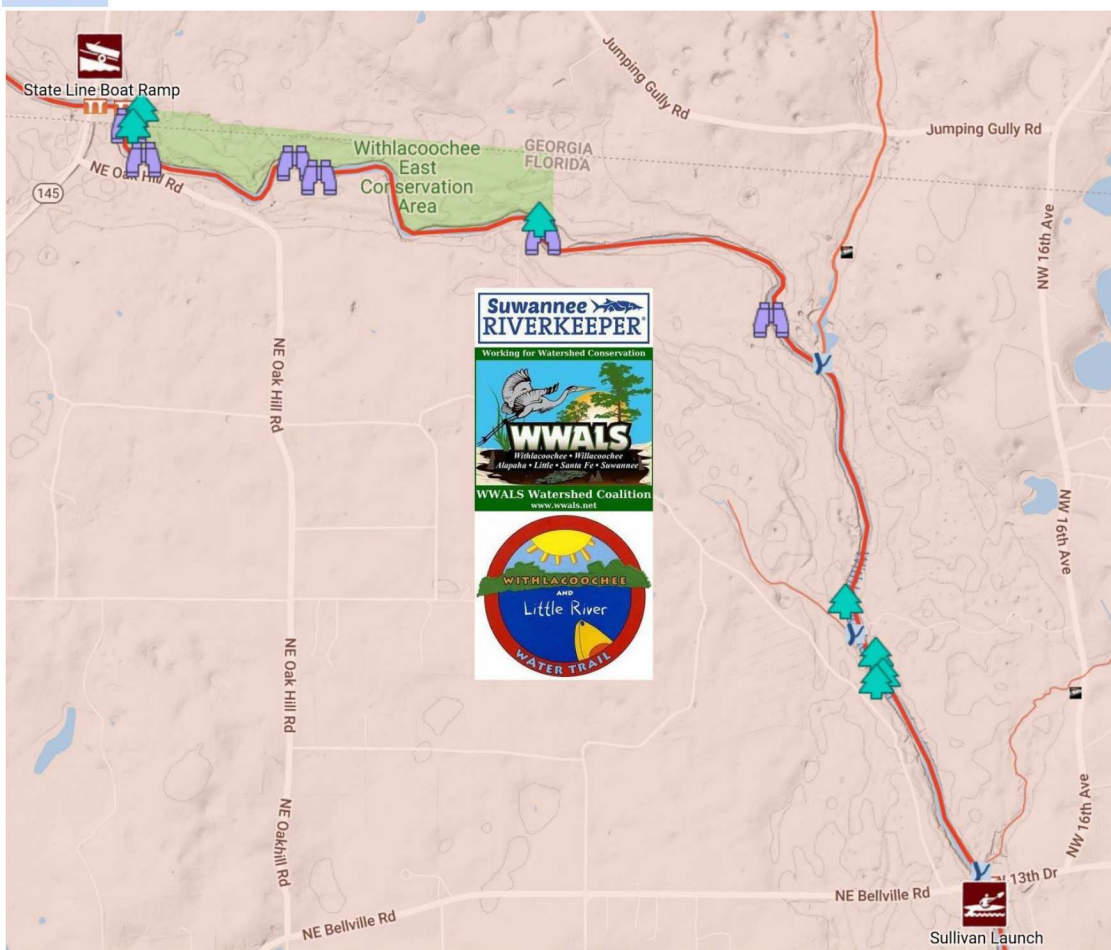 State Line Boat Ramp
Jumping Gully Rd
Jumping Gully Rd
Withlacoochee
East
Conservation
Area
GEORGIA
FLORIDA
NE Oak Hill Rd
145
NW 16th Ave
Suwannee
RIVERKEEPER®
Working for Watershed Conservation
WWALS
Withlacoochee • Willacoochee
Alapaha • Little • Santa Fe • Suwannee
WWALS Watershed Coalition
www.wwals.net
NE Oak Hill Rd
WITHLACOOCHEE
AND
Little River
WATER TRAIL
NW 16th Ave
NE Oak Hill Rd
NW 16th Ave
NE Oakhill Rd
13th Dr
NE Bellville Rd
NE Bellville Rd
Sullivan Launch